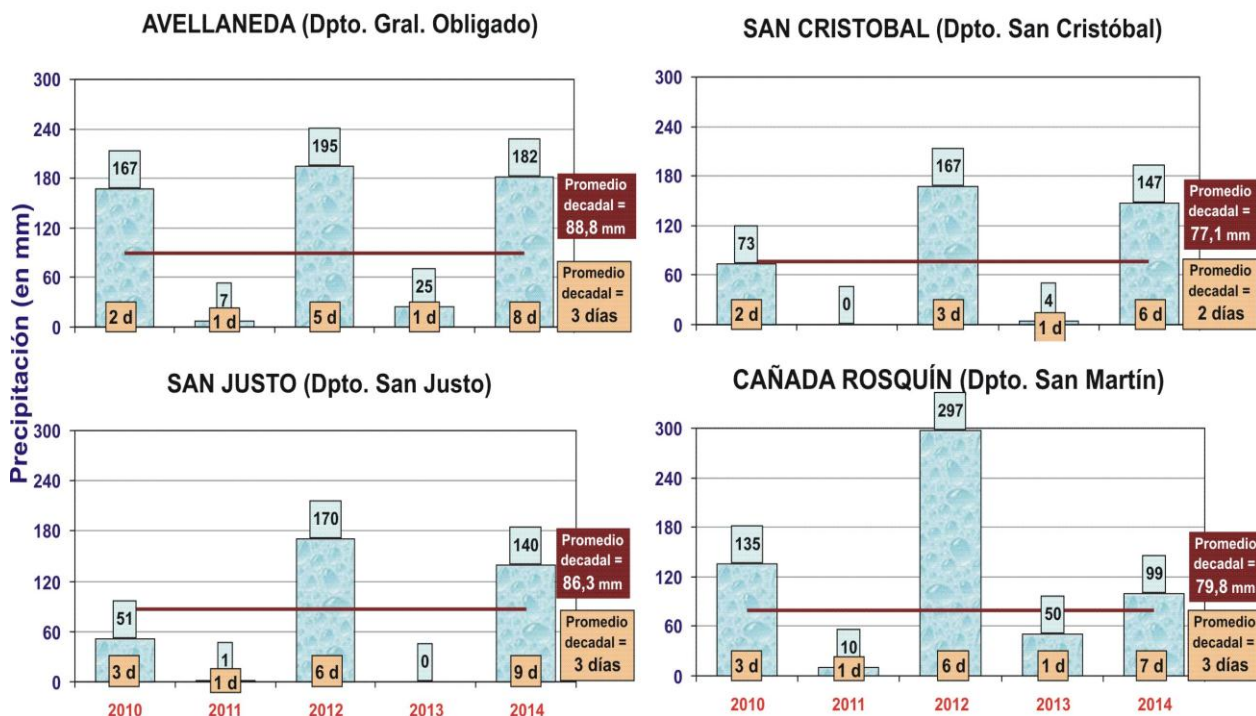 AVELLANEDA (Dpto. Gral. Obligado)
300
240
180
120
60
0
167
7
195
25
182
2 d
1 d
5 d
1 d
8 d
Promedio
decadal =
88,8 mm
Promedio
decadal =
3 días
SAN CRISTOBAL (Dpto. San Cristóbal)
300
240
180
120
60
0
73
0
167
4
147
2 d
3 d
1 d
6 d
Promedio
decadal =
77,1 mm
Promedio
decadal =
2 días
Precipitación (en mm)
SAN JUSTO (Dpto. San Justo)
300
240
180
120
60
0
51
1
170
0
140
3 d
1 d
6 d
9 d
Promedio
decadal =
86,3 mm
Promedio
decadal =
3 días
2010 2011 2012 2013 2014
CAÑADA ROSQUÍN (Dpto. San Martín)
300
240
180
120
60
0
135
10
297
50
99
3 d
1 d
6 d
1 d
7 d
Promedio
decadal =
79,8 mm
Promedio
decadal =
3 días
2010 2011 2012 2013 2014